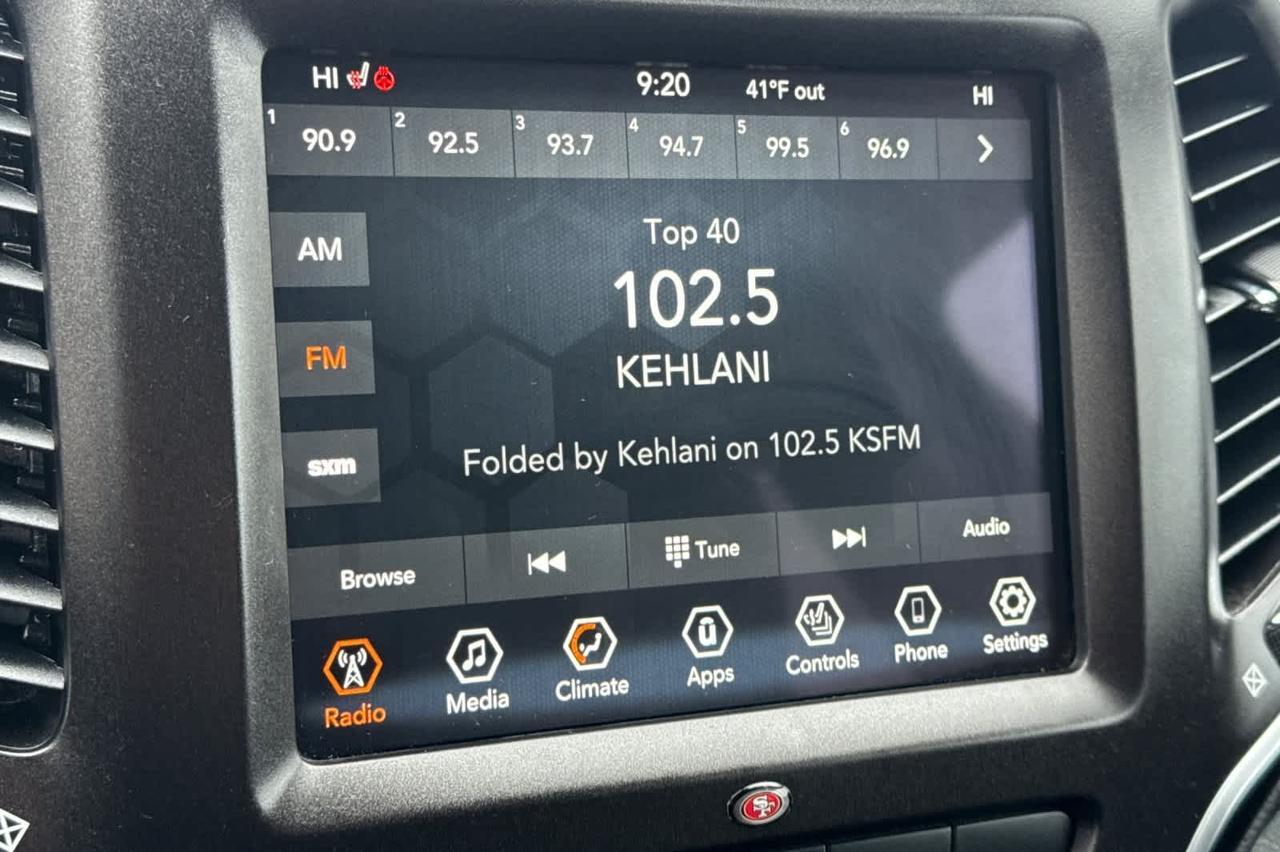 HI 9:20 41°F out HI
1 90.9 2 92.5 3 93.7 4 94.7 5 99.5 6 96.9
AM
FM
sxm
Top 40
102.5
KEHLANI
Folded by Kehlani on 102.5 KSFM
Browse Tune Audio
Radio Media Climate Apps Controls Phone Settings
SF